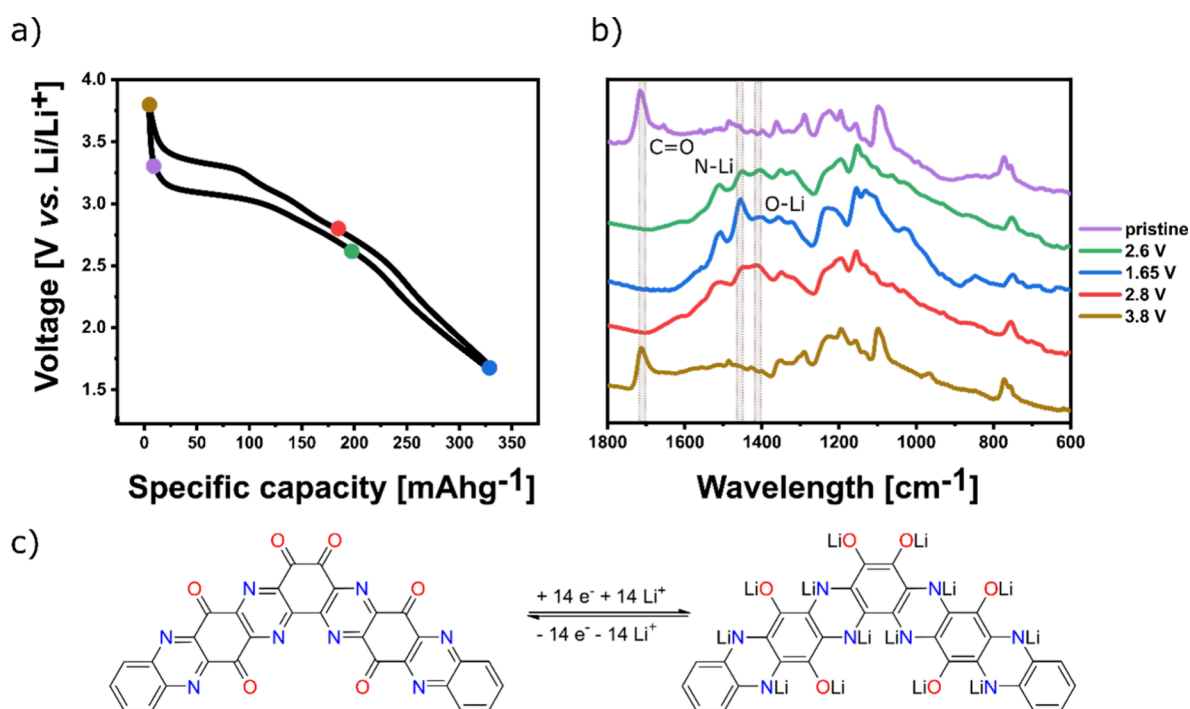 a)
4.0
3.5
3.0
2.5
2.0
1.5
Voltage [V vs. Li/Li+]
0 50 100 150 200 250 300 350
Specific capacity [mAhg-1]
b)
C=O
N-Li
O-Li
pristine
2.6 V
1.65 V
2.8 V
3.8 V
1800 1600 1400 1200 1000 800 600
Wavelength [cm-1]
c)
O O
O N N O
N N N N
O O
N N
+ 14 e- + 14 Li+
- 14 e- - 14 Li+
LiO OLi
LiO LiN NLi OLi
LiN NLi LiN NLi
NLi OLi LiO LiN